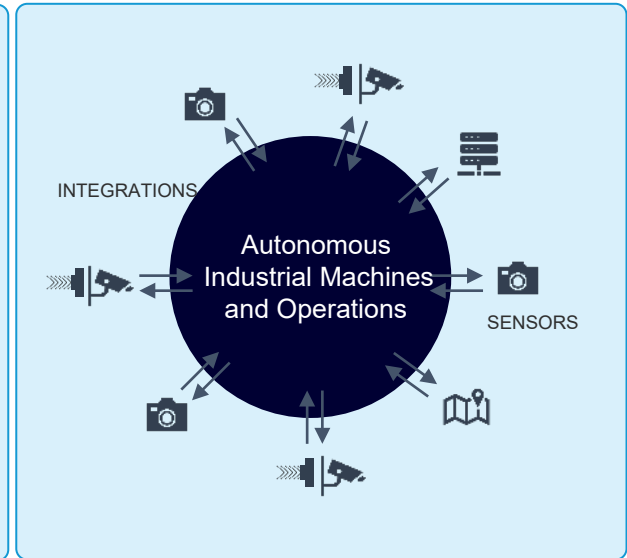 INTEGRATIONS
Autonomous
Industrial Machines
and Operations
SENSORS